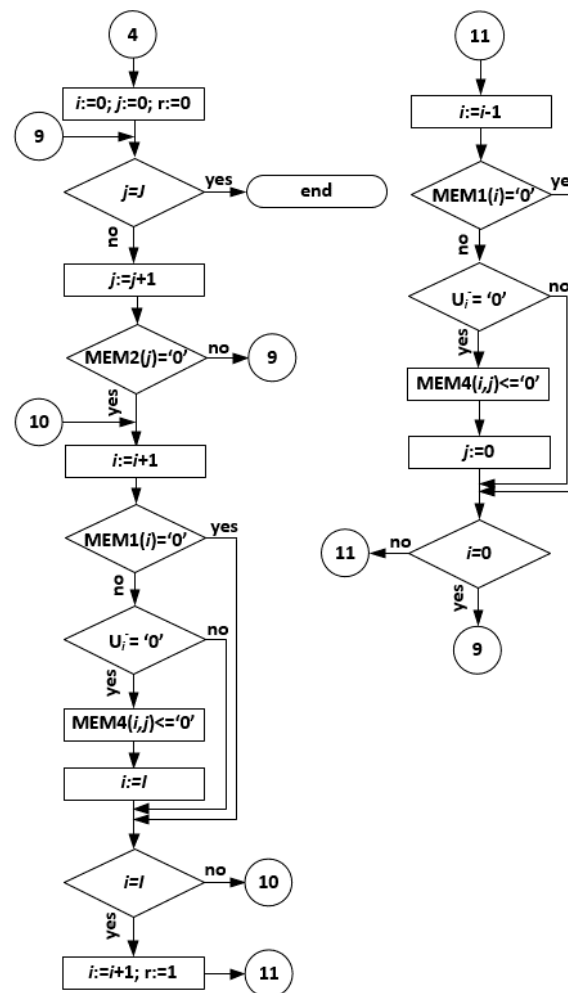 4
i:=0; j:=0; r:=0
9
j=J
yes
end
no
j:=j+1
MEM2(j)=‘0’
no
9
yes
10
i:=i+1
MEM1(i)=‘0’
yes
no
Ui-= ‘0’
no
yes
MEM4(i,j)<=‘0’
i:=I
i=I
no
10
yes
i:=i+1; r:=1
11
11
i:=i-1
MEM1(i)=‘0’
yes
no
Ui-= ‘0’
no
yes
MEM4(i,j)<=‘0’
j:=0
i=0
no
11
yes
9